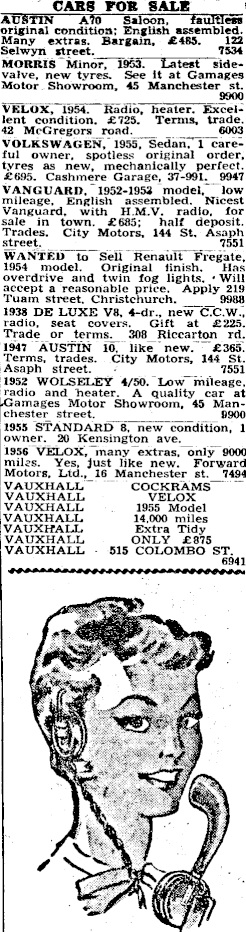 CARS FOR SALE
AUSTIN A70 Saloon, faultless
original condition; English assembled.
Many extras. Bargain, £485. 122
Selwyn street. 7534
MORRIS Minor, 1953. Latest side-
valve, new tyres. See it at Gamages
Motor Showroom, 45 Manchester st.
9900
VELOX, 1954. Radio, heater. Excel-
lent condition, £725. Terms, trade.
42 McGregors road. 6003
VOLKSWAGEN, 1955, Sedan, 1 care-
ful owner, spotless original order,
tyres as new, mechanically perfect.
£695. Cashmere Garage, 37-991. 9947
VANGUARD, 1952-1953 model, low
mileage, English assembled. Nicest
Vanguard, with H.M.V. radio, for
sale in town. £685; half deposit.
Trades. City Motors, 144 St. Asaph
street. 7551
WANTED to Sell Renault Fregate,
1954 model. Original finish. Has
overdrive and twin fog lights. Will
accept a reasonable price. Apply 219
Tuam street, Christchurch. 9988
1938 DE LUXE V8, 4-dr., new C.C.W.,
radio, seat covers. Gift at £225.
Trade or terms. 308 Riccarton rd.
1947 AUSTIN 10, like new. £365.
Terms, trades. City Motors, 144 St.
Asaph street. 7551
1952 WOLSELEY 4/50. Low mileage,
radio and heater. A quality car at
Gamages Motor Showroom, 45 Man-
chester street. 9900
1955 STANDARD 8, new condition, 1
owner. 20 Kensington ave.
1956 VELOX, many extras, only 9000
miles. Yes, just like new. Forward
Motors, Ltd., 16 Manchester st. 7494
VAUXHALL COCKRAMS
VAUXHALL VELOX
VAUXHALL 1955 Model
VAUXHALL 14,000 miles
VAUXHALL Extra Tidy
VAUXHALL ONLY £875
VAUXHALL 515 COLOMBO ST.
6941